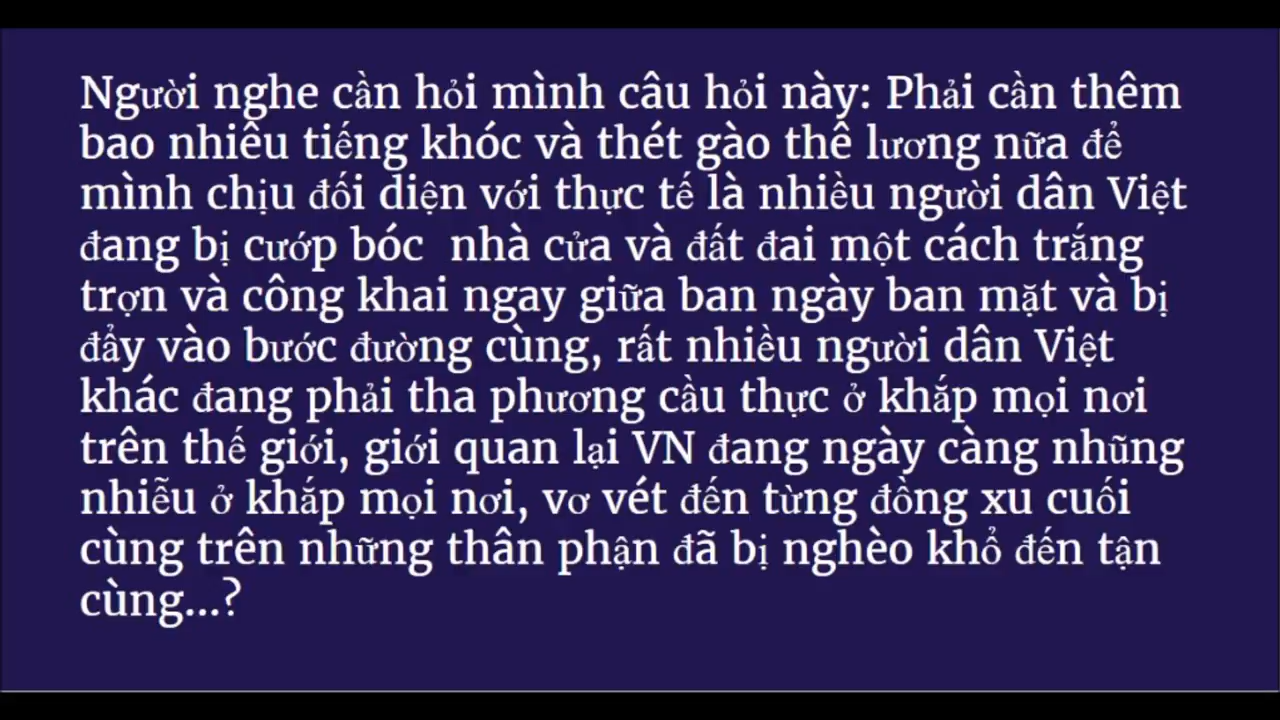 Người nghe cần hỏi mình câu hỏi này: Phải cần thêm
bao nhiêu tiếng khóc và thét gào thê lương nữa để
mình chịu đối diện với thực tế là nhiều người dân Việt
đang bị cướp bóc  nhà cửa và đất đai một cách trắng
trợn và công khai ngay giữa ban ngày ban mặt và bị
đẩy vào bước đường cùng, rất nhiều người dân Việt
khác đang phải tha phương cầu thực ở khắp mọi nơi
trên thế giới, giới quan lại VN đang ngày càng nhũng
nhiễu ở khắp mọi nơi, vơ vét đến từng đồng xu cuối
cùng trên những thân phận đã bị nghèo khổ đến tận
cùng...?